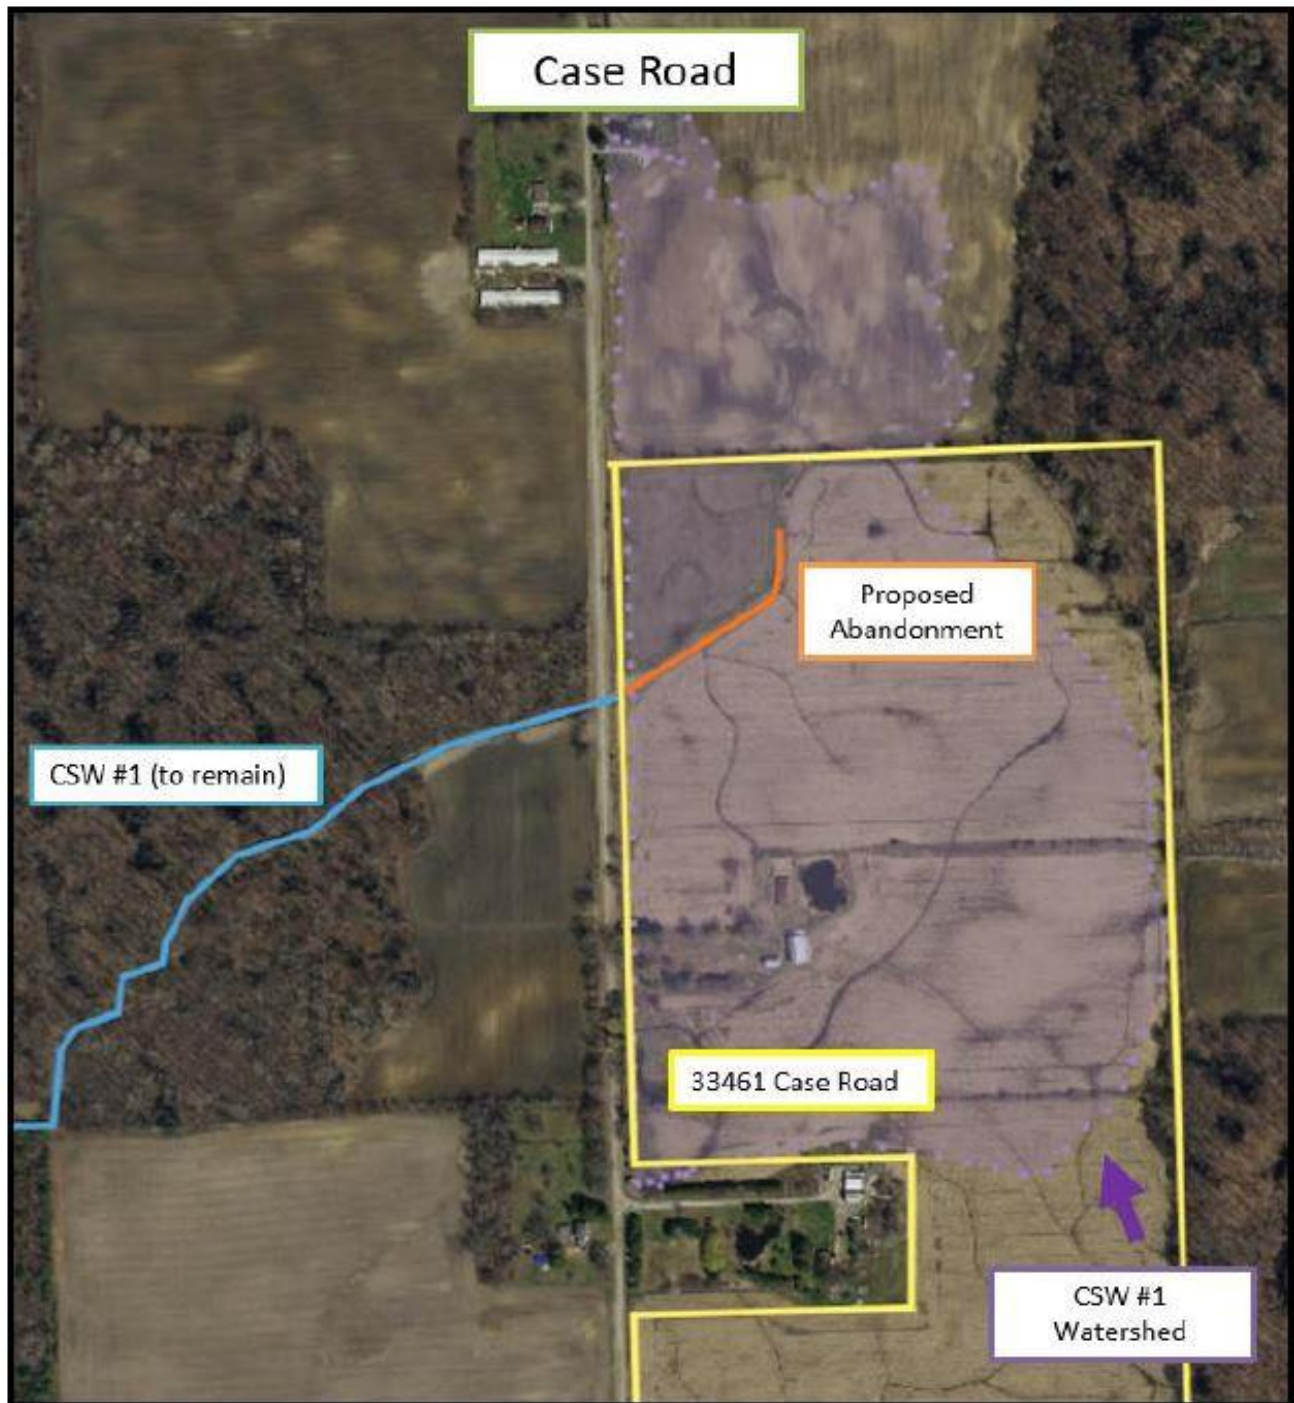 Case Road
Proposed
Abandonment
CSW #1 (to remain)
33461 Case Road
CSW #1
Watershed